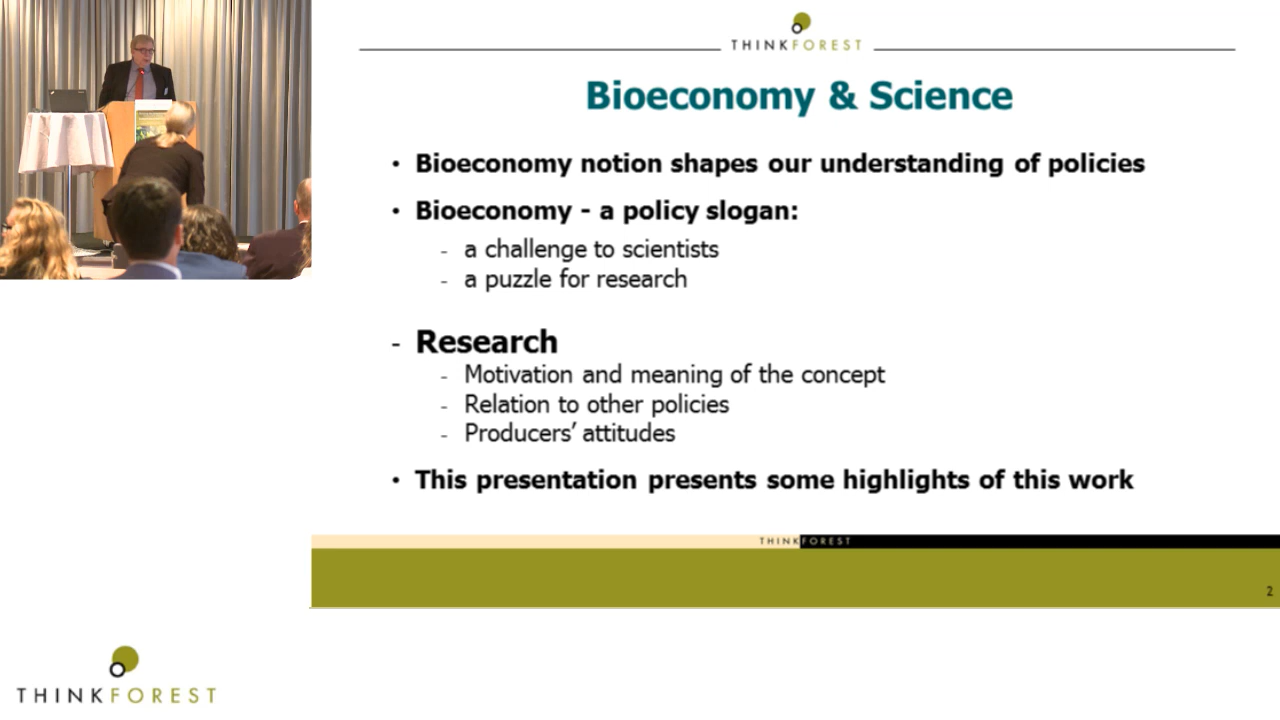 THINKFOREST
Bioeconomy & Science
• Bioeconomy notion shapes our understanding of policies
• Bioeconomy - a policy slogan:
- a challenge to scientists
- a puzzle for research
- Research
- Motivation and meaning of the concept
- Relation to other policies
- Producers’ attitudes
• This presentation presents some highlights of this work
THINKFOREST
2
THINKFOREST